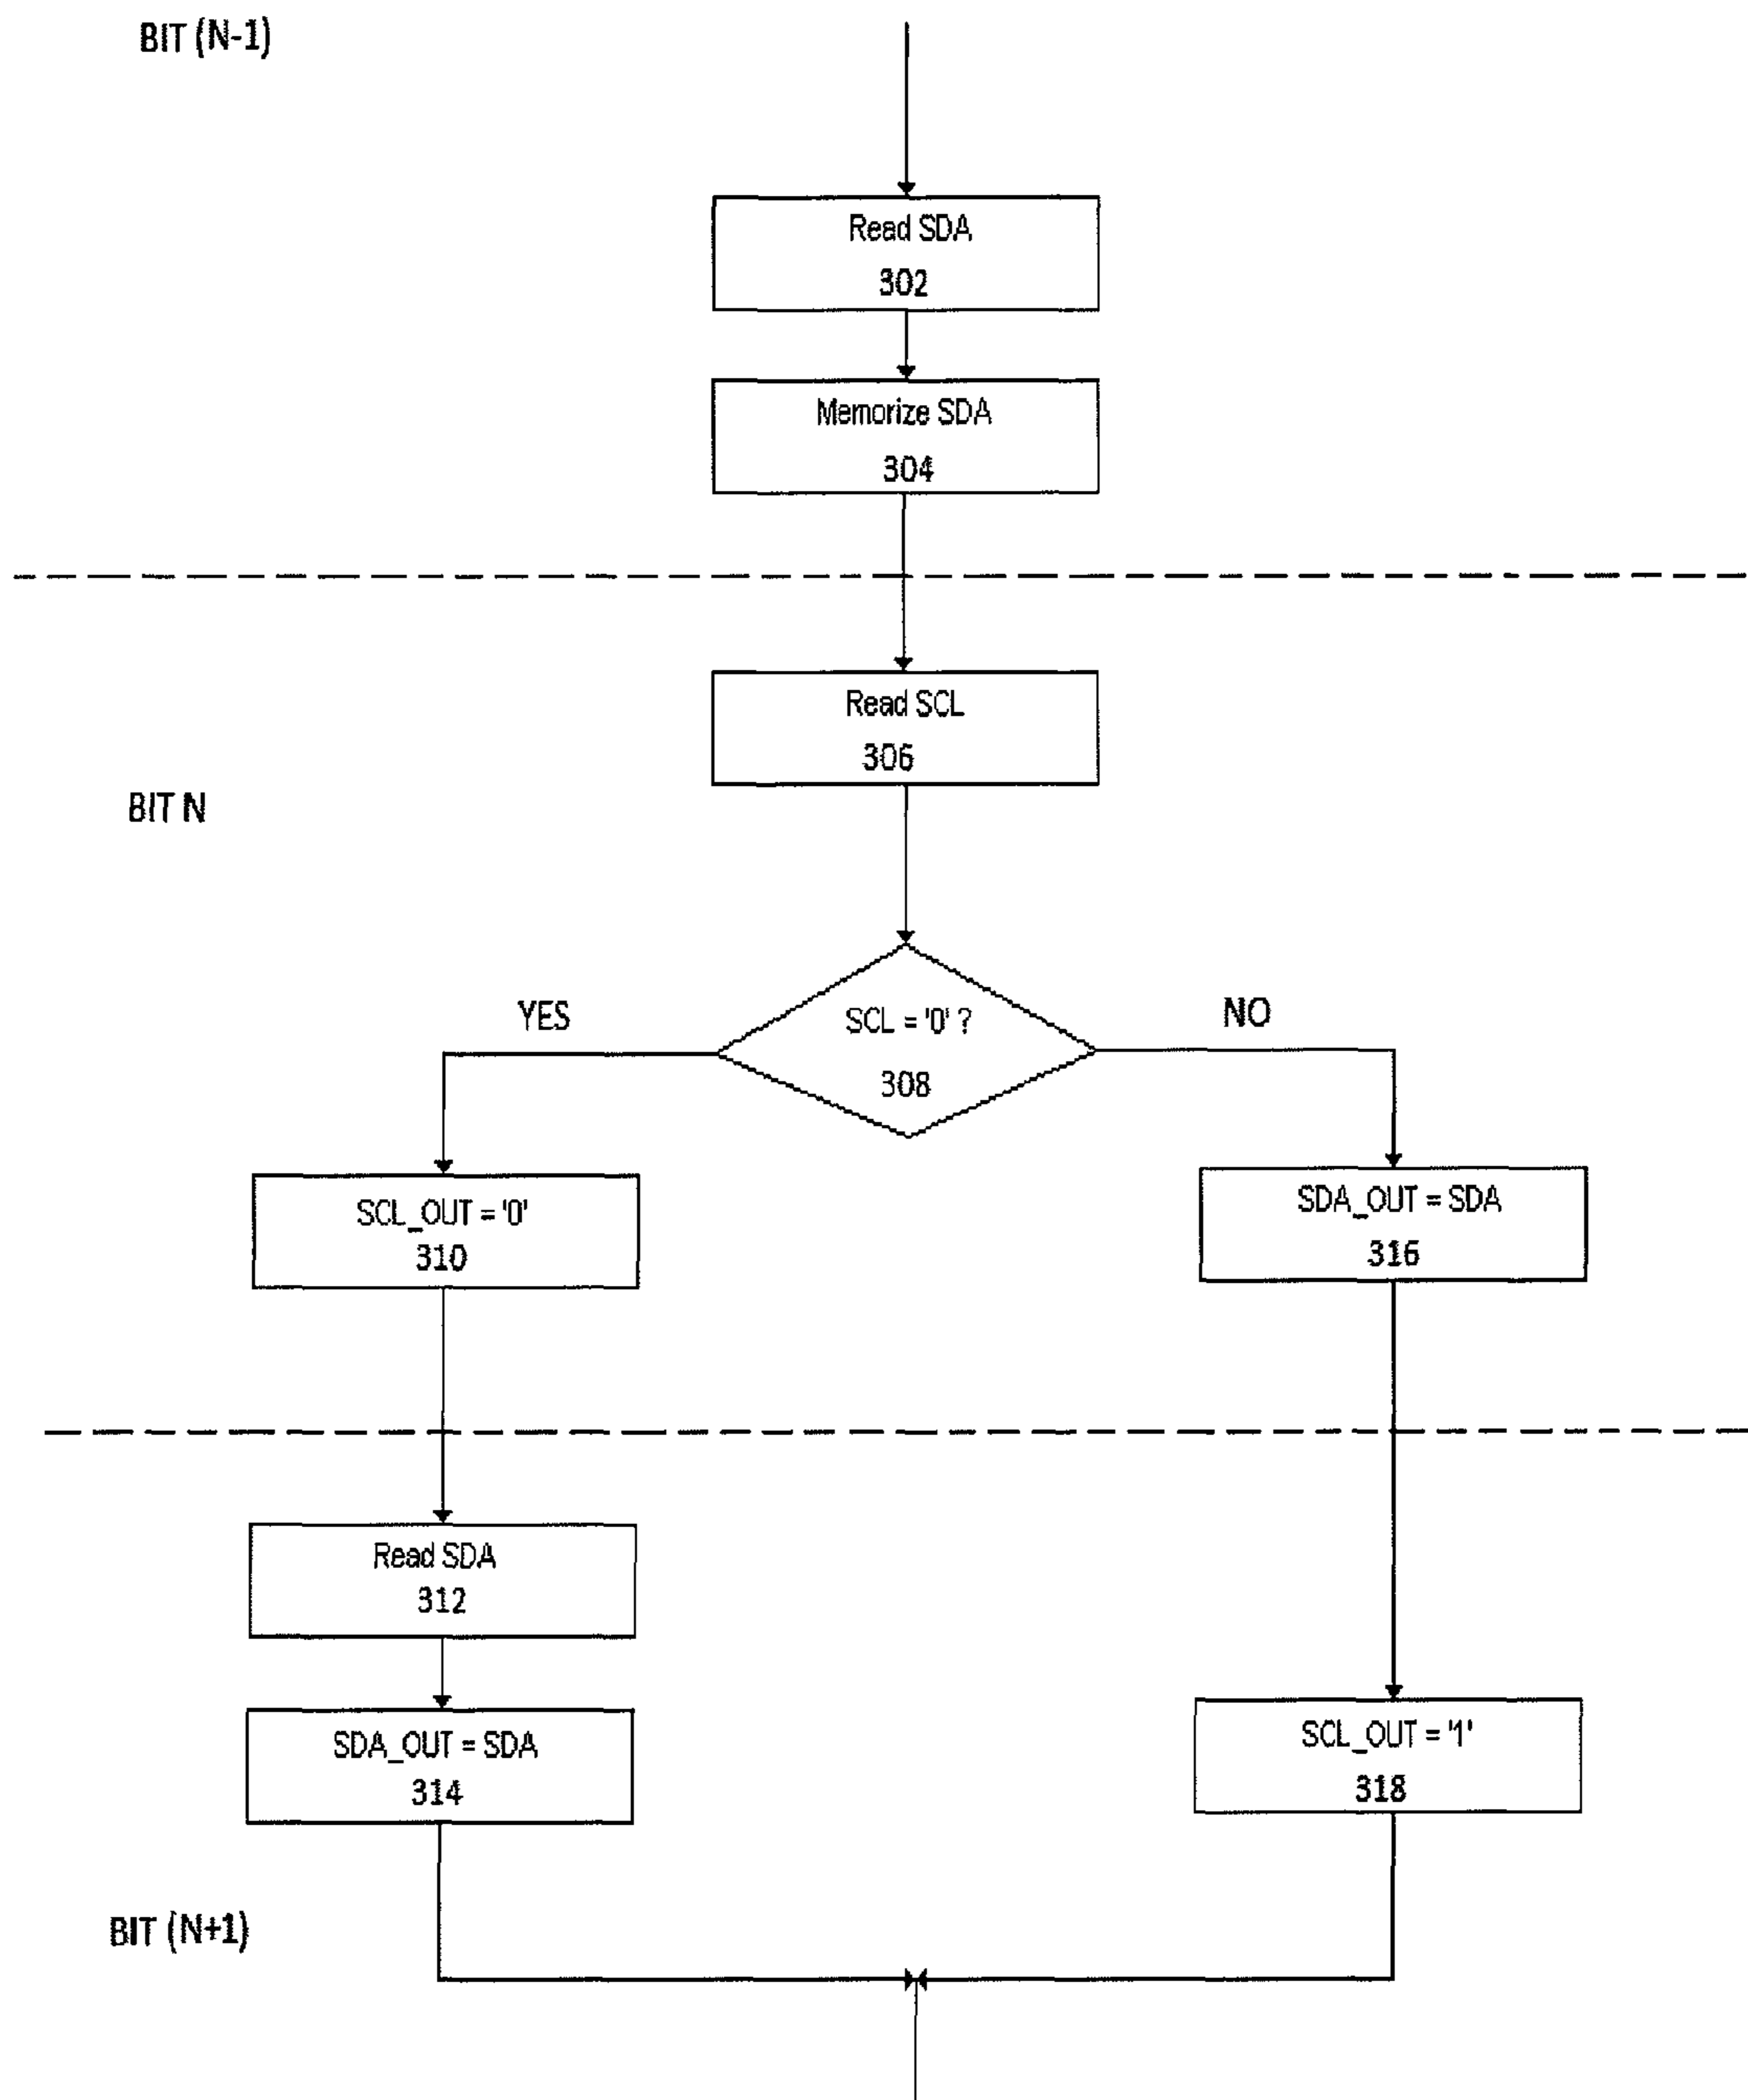 BIT (N-1)
Read SDA
302
Memorize SDA
304
Read SCL
306
BIT N
SCL = '0' ?
308
YES
NO
SCL_OUT = '0'
310
SDA_OUT = SDA
316
Read SDA
312
SDA_OUT = SDA
314
SCL_OUT = '1'
318
BIT (N+1)